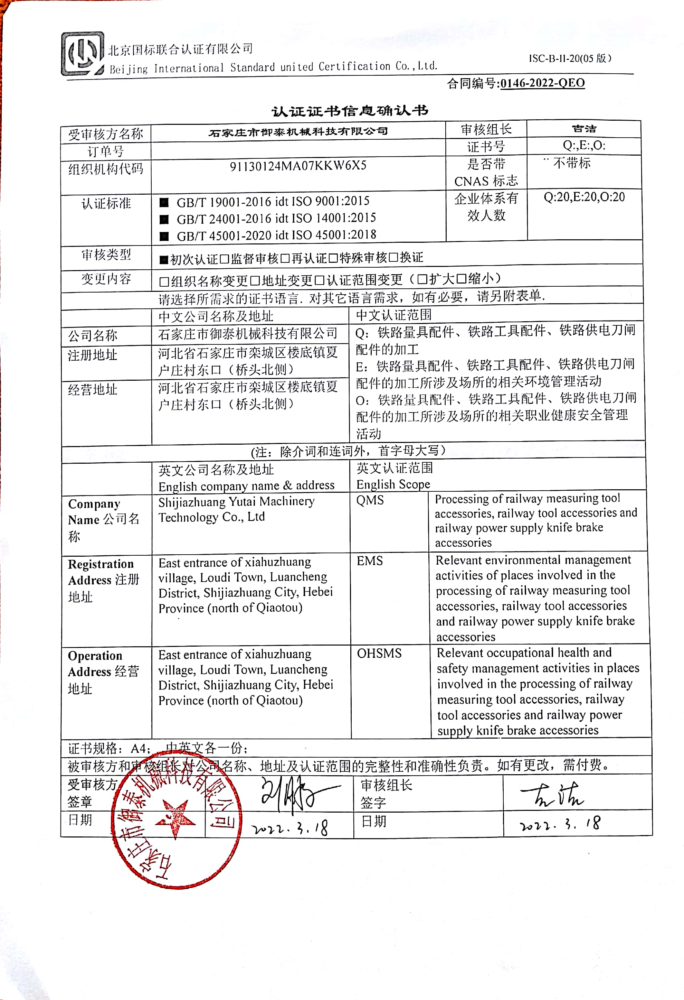 北京国标联合认证有限公司
Beijing International Standard united Certification Co.,Ltd.
ISC-B-II-20(05 版)
合同编号:0146-2022-QEO
认证证书信息确认书
受审核方名称 石家庄市御泰机械科技有限公司 审核组长 吉洁
订单号 证书号 Q:,E:,O:
组织机构代码 91130124MA07KKW6X5 是否带 ¨ 不带标
CNAS 标志
认证标准 ■ GB/T 19001-2016 idt ISO 9001:2015 企业体系有 Q:20,E:20,O:20
■ GB/T 24001-2016 idt ISO 14001:2015 效人数
■ GB/T 45001-2020 idt ISO 45001:2018
审核类型 ■初次认证□监督审核□再认证□特殊审核□换证
变更内容 □组织名称变更□地址变更□认证范围变更（□扩大□缩小）
请选择所需求的证书语言. 对其它语言需求，如有必要，请另附表单.
中文公司名称及地址 中文认证范围
公司名称 石家庄市御泰机械科技有限公司
注册地址 河北省石家庄市栾城区楼底镇夏
户庄村东口（桥头北侧）
经营地址 河北省石家庄市栾城区楼底镇夏
户庄村东口（桥头北侧）
Q：铁路量具配件、铁路工具配件、铁路供电刀闸
配件的加工
E：铁路量具配件、铁路工具配件、铁路供电刀闸
配件的加工所涉及场所的相关环境管理活动
O：铁路量具配件、铁路工具配件、铁路供电刀闸
配件的加工所涉及场所的相关职业健康安全管理
活动
(注：除介词和连词外，首字母大写）
英文公司名称及地址 英文认证范围
English company name & address English Scope
Company
Name 公司名
称
Shijiazhuang Yutai Machinery
Technology Co., Ltd
QMS
Processing of railway measuring tool
accessories, railway tool accessories and
railway power supply knife brake
accessories
Registration
Address 注册
地址
East entrance of xiahuzhuang
village, Loudi Town, Luancheng
District, Shijiazhuang City, Hebei
Province (north of Qiaotou)
EMS
Relevant environmental management
activities of places involved in the
processing of railway measuring tool
accessories, railway tool accessories
and railway power supply knife brake
accessories
Operation
Address 经营
地址
East entrance of xiahuzhuang
village, Loudi Town, Luancheng
District, Shijiazhuang City, Hebei
Province (north of Qiaotou)
OHSMS
Relevant occupational health and
safety management activities in places
involved in the processing of railway
measuring tool accessories, railway
tool accessories and railway power
supply knife brake accessories
证书规格：A4； 中英文各一份；
被审核方和审核组长对公司名称、地址及认证范围的完整性和准确性负责。如有更改，需付费。
受审核方
签章
审核组长
签字
吉洁
日期 2022.3.18 日期 2022.3.18
石家庄市御泰机械科技有限公司